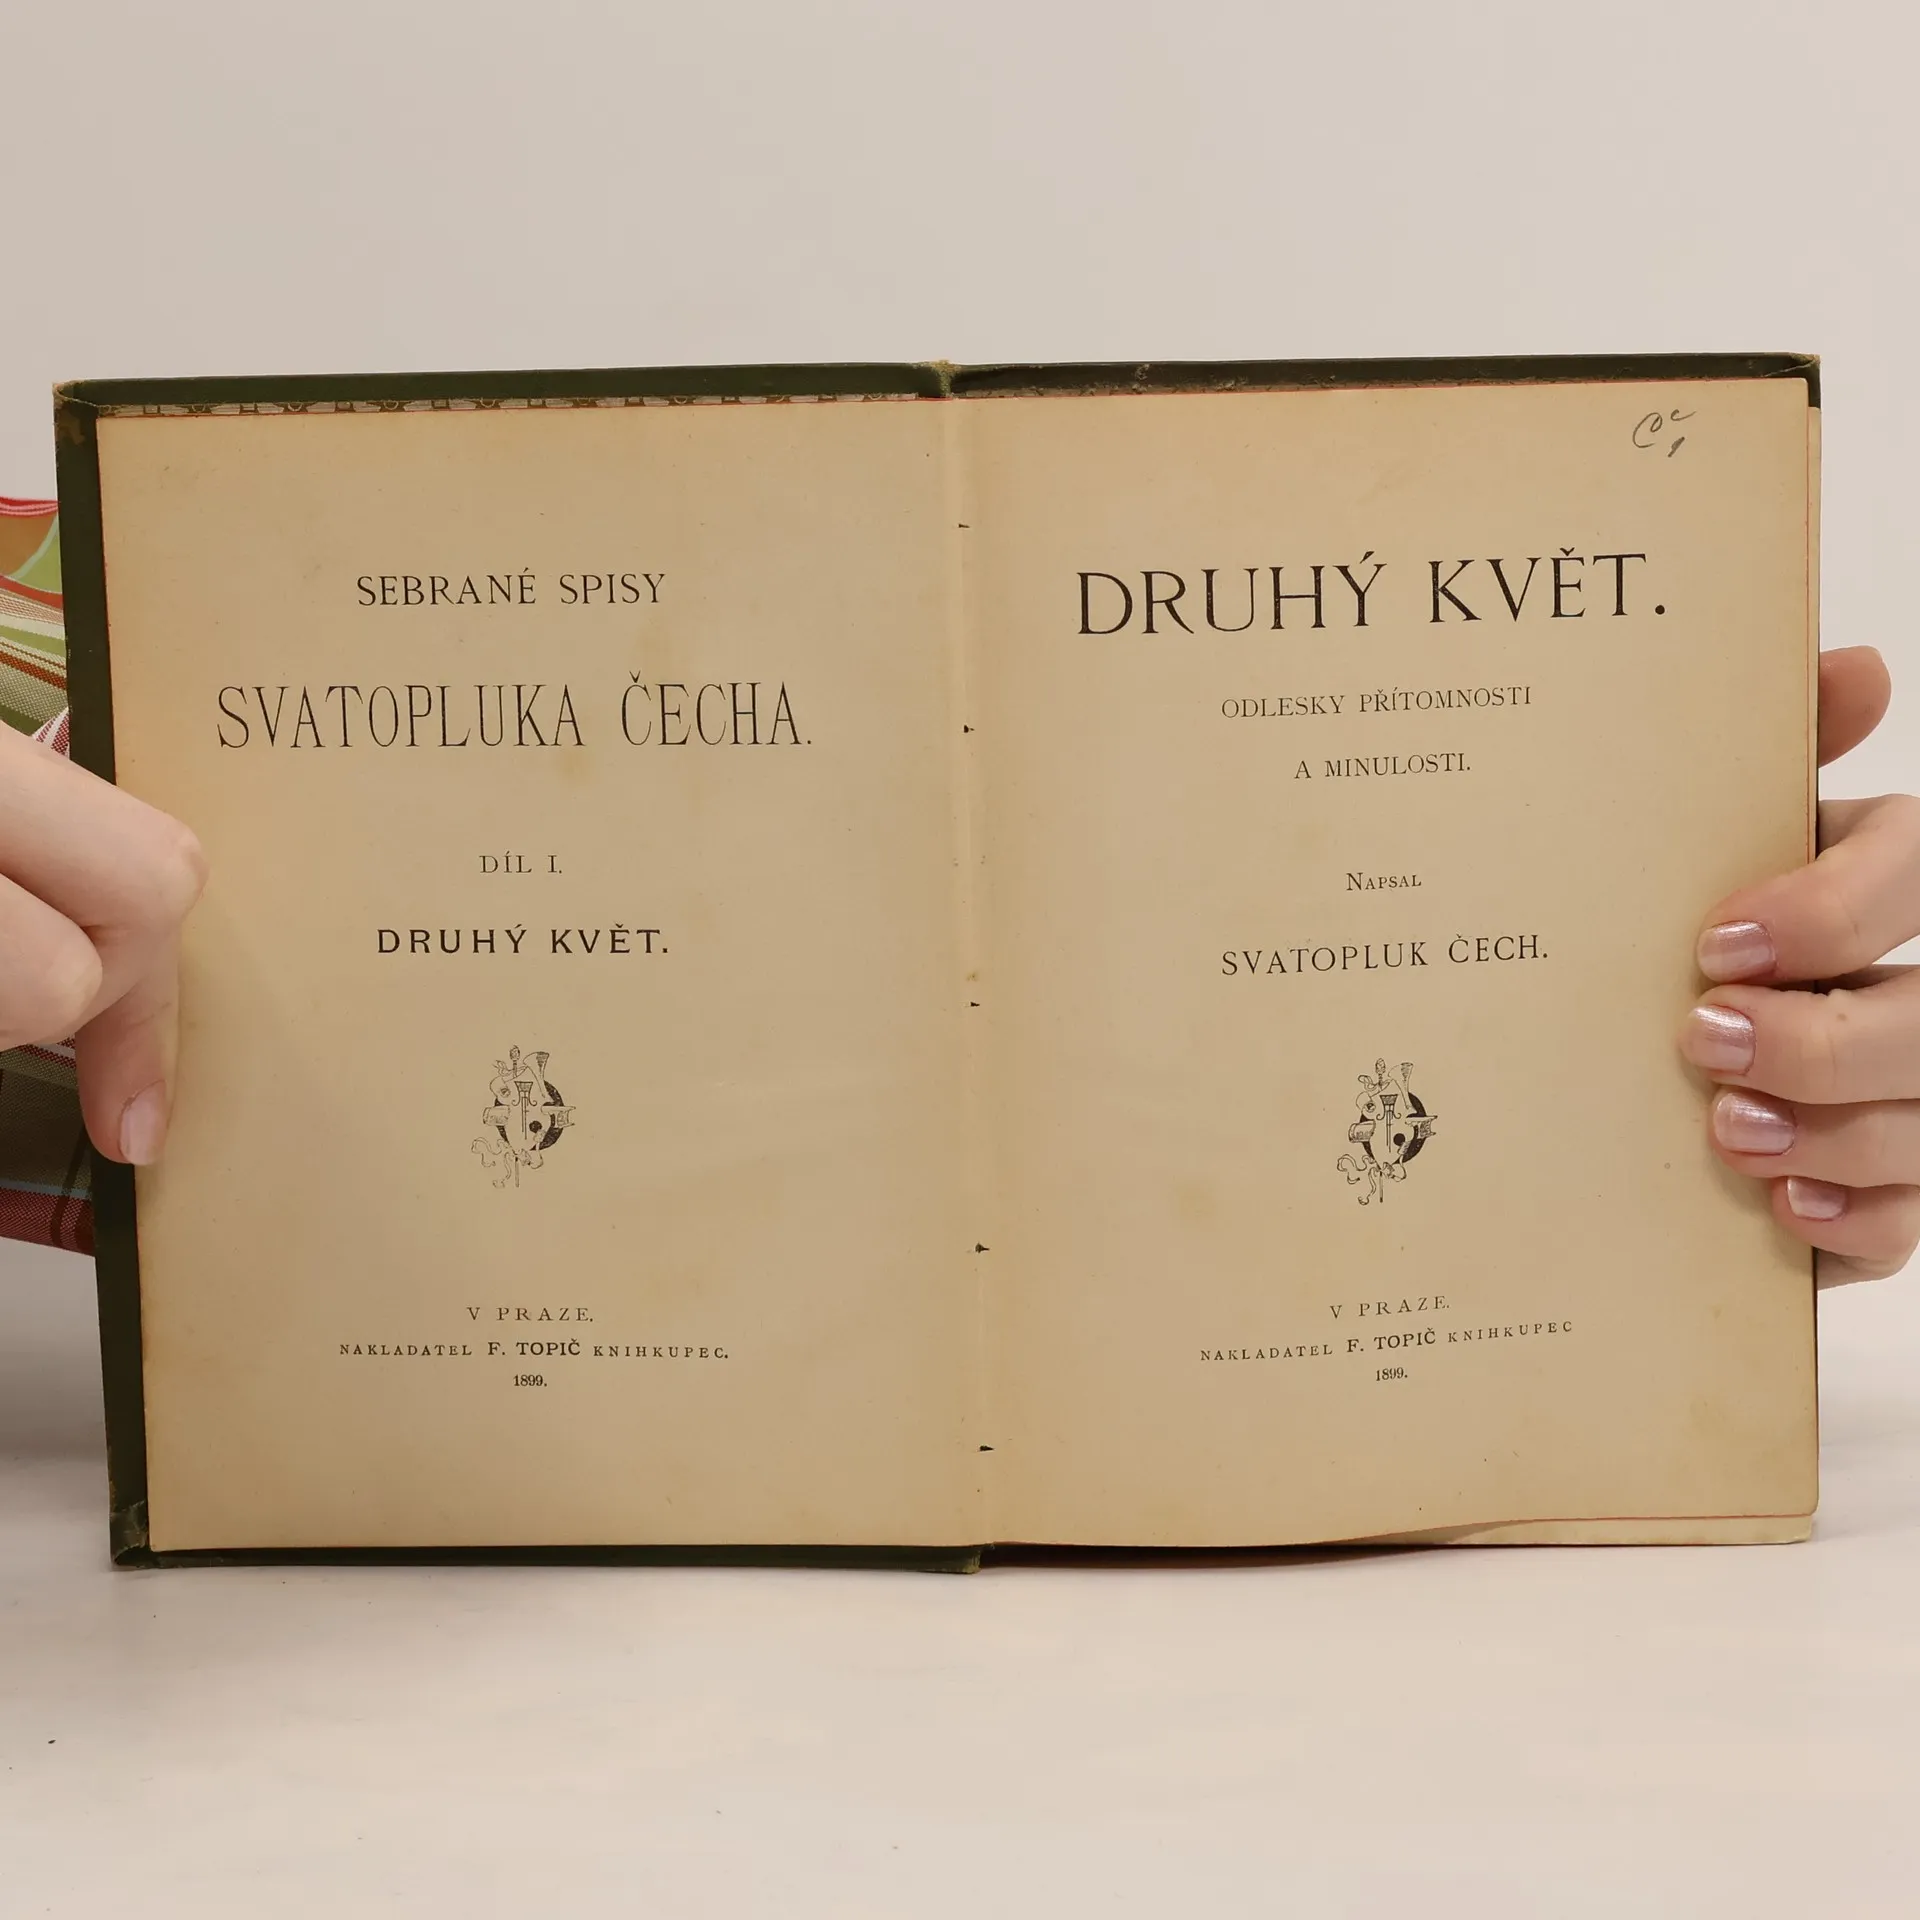 SEBRANÉ SPISY
SVATOPLUKA ČECHA.
DÍL I.
DRUHÝ KVĚT.
V PRAZE.
NAKLADATEL F. TOPIČ KNIHKUPEC.
1899.
DRUHÝ KVĚT.
ODLESKY PŘÍTOMNOSTI
A MINULOSTI.
NAPSAL
SVATOPLUK ČECH.
V PRAZE.
NAKLADATEL F. TOPIČ KNIHKUPEC
1899.